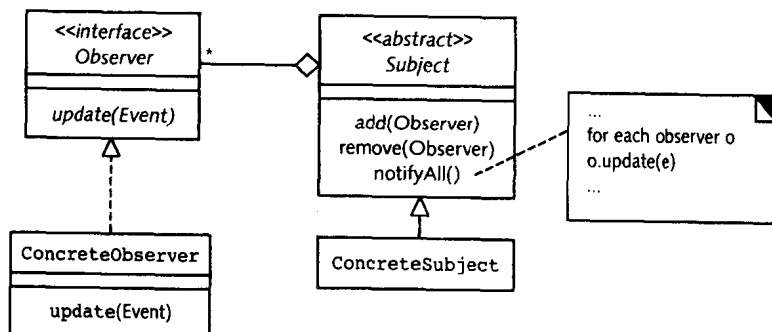 <<interface>>
Observer
update(Event)
*
<<abstract>>
Subject
add(Observer)
remove(Observer)
notifyAll()
...
for each observer o
o.update(e)
...
ConcreteObserver
update(Event)
ConcreteSubject